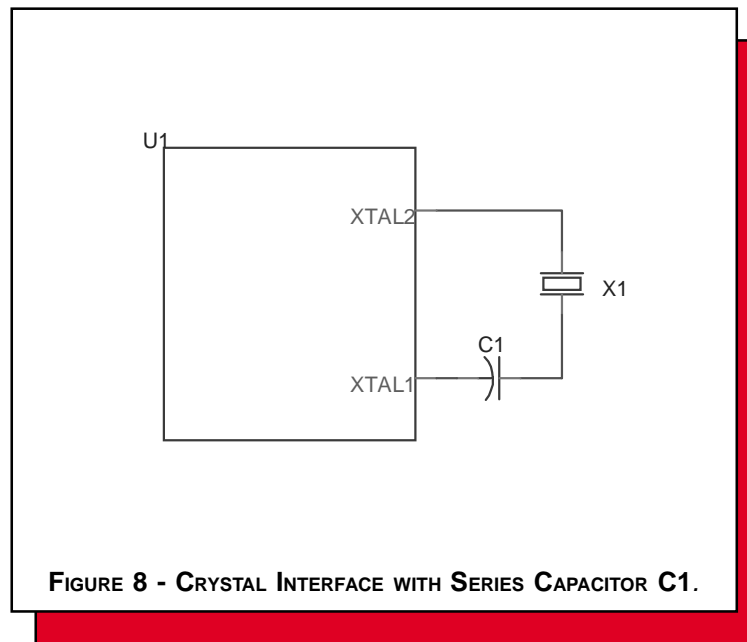 U1
XTAL2
X1
C1
XTAL1
FIGURE 8 - CRYSTAL INTERFACE WITH SERIES CAPACITOR C1.